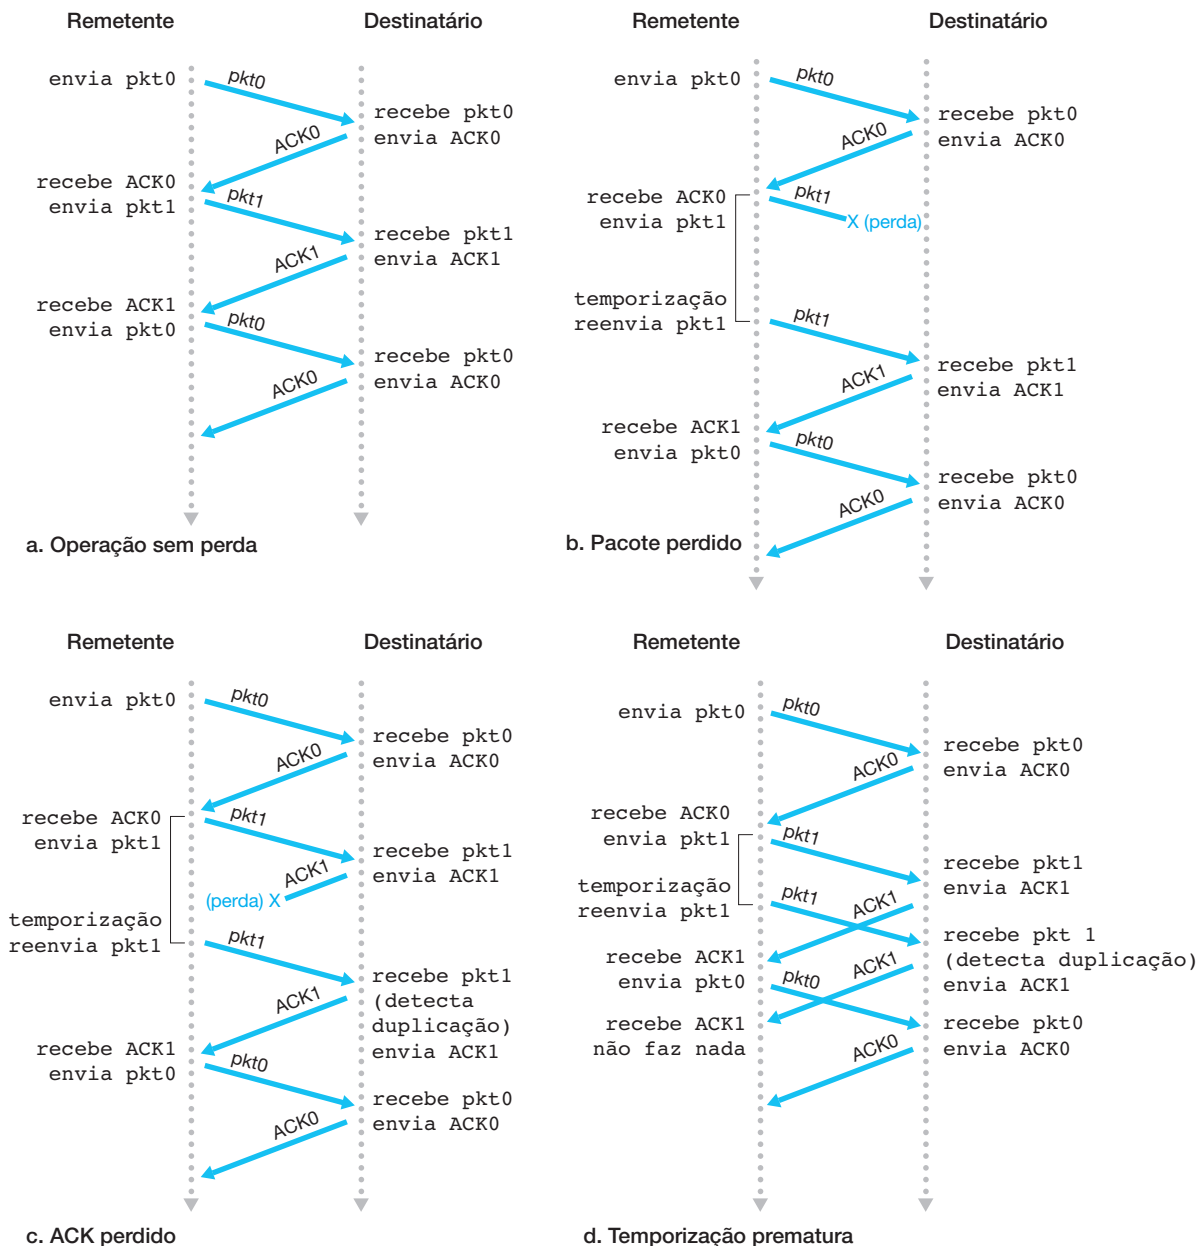 Remetente
Destinatário
envia pkt0
pkt0
recebe pkt0
envia ACK0
ACK0
recebe ACK0
envia pkt1
pkt1
recebe pkt1
envia ACK1
ACK1
recebe ACK1
envia pkt0
pkt0
recebe pkt0
envia ACK0
ACK0
a. Operação sem perda
Remetente
Destinatário
envia pkt0
pkt0
recebe pkt0
envia ACK0
ACK0
recebe ACK0
envia pkt1
pkt1
X (perda)
temporização
reenvia pkt1
pkt1
recebe pkt1
envia ACK1
ACK1
recebe ACK1
envia pkt0
pkt0
recebe pkt0
envia ACK0
ACK0
b. Pacote perdido
Remetente
Destinatário
envia pkt0
pkt0
recebe pkt0
envia ACK0
ACK0
recebe ACK0
envia pkt1
pkt1
recebe pkt1
envia ACK1
ACK1
(perda) X
temporização
reenvia pkt1
pkt1
recebe pkt1
(detecta
duplicação)
envia ACK1
ACK1
recebe ACK1
envia pkt0
pkt0
recebe pkt0
envia ACK0
ACK0
c. ACK perdido
Remetente
Destinatário
envia pkt0
pkt0
recebe pkt0
envia ACK0
ACK0
recebe ACK0
envia pkt1
pkt1
recebe pkt1
envia ACK1
temporização
reenvia pkt1
pkt1
ACK1
recebe pkt 1
(detecta duplicação)
envia ACK1
recebe ACK1
envia pkt0
pkt0
ACK1
recebe ACK1
não faz nada
recebe pkt0
envia ACK0
ACK0
d. Temporização prematura